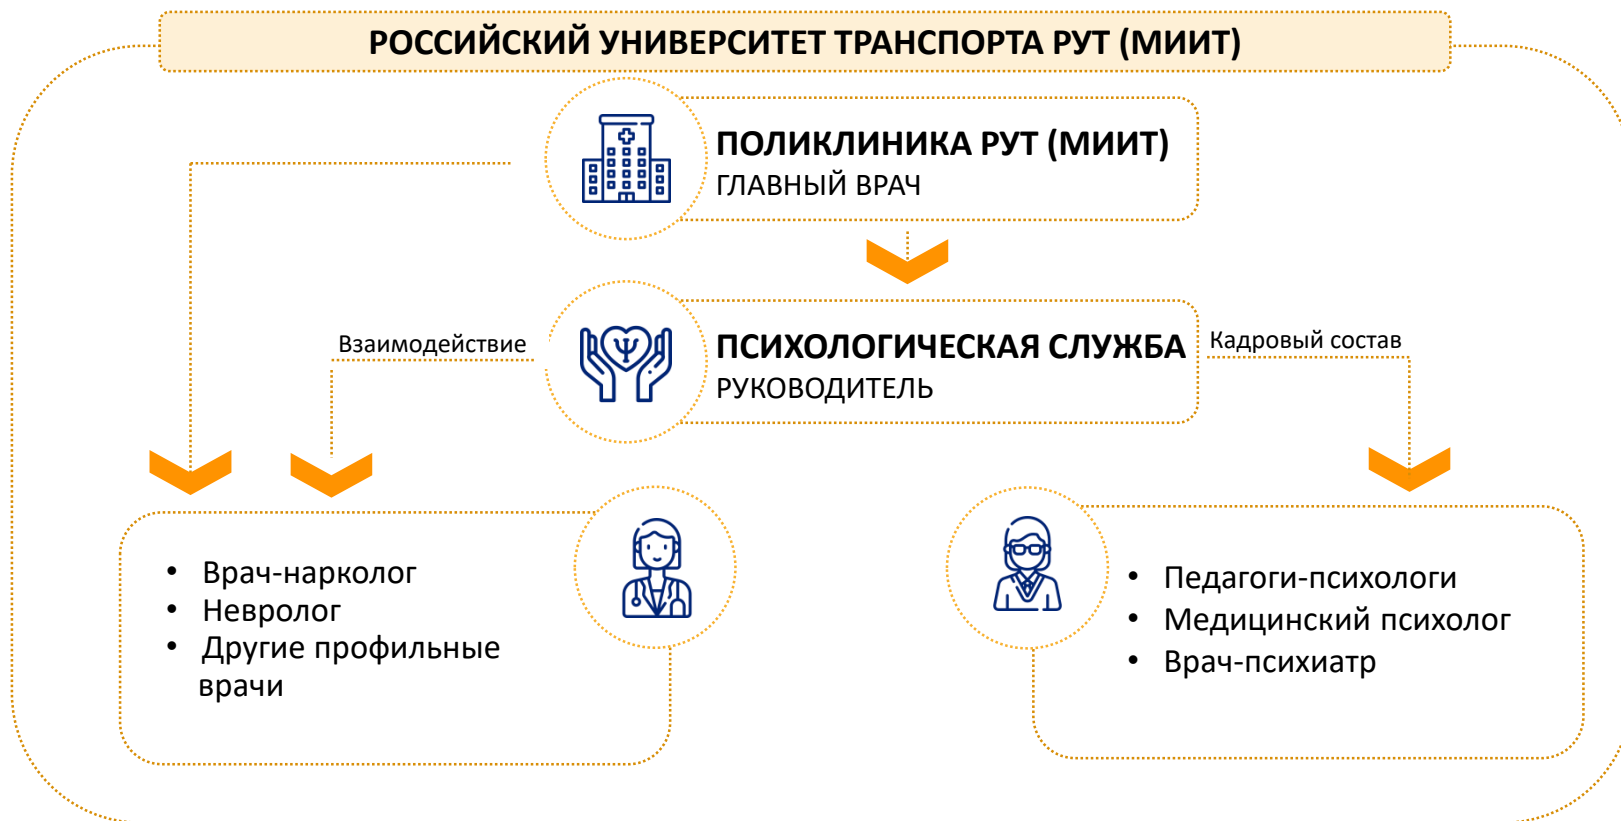 РОССИЙСКИЙ УНИВЕРСИТЕТ ТРАНСПОРТА РУТ (МИИТ)
ПОЛИКЛИНИКА РУТ (МИИТ)
ГЛАВНЫЙ ВРАЧ
Взаимодействие
ПСИХОЛОГИЧЕСКАЯ СЛУЖБА
РУКОВОДИТЕЛЬ
Кадровый состав
• Врач-нарколог
• Невролог
• Другие профильные
врачи
• Педагоги-психологи
• Медицинский психолог
• Врач-психиатр